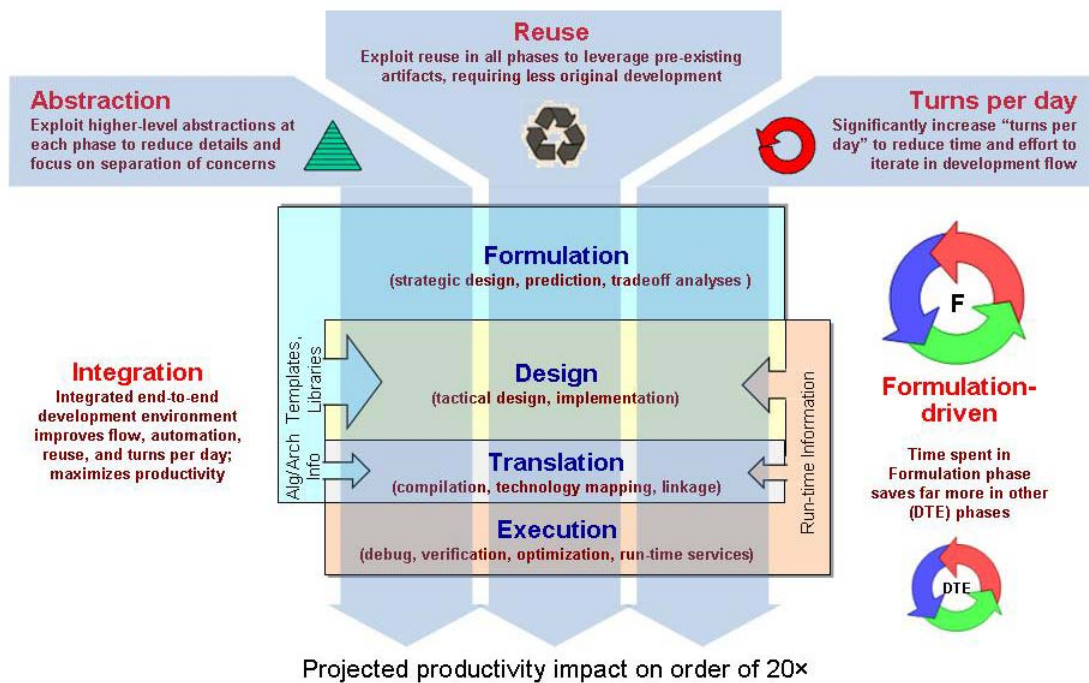 Reuse
Exploit reuse in all phases to leverage pre-existing
artifacts, requiring less original development
Abstraction
Exploit higher-level abstractions at
each phase to reduce details and
focus on separation of concerns
Turns per day
Significantly increase “turns per
day” to reduce time and effort to
iterate in development flow
Formulation
(strategic design, prediction, tradeoff analyses )
F
Integration
Integrated end-to-end
development environment
improves flow, automation,
reuse, and turns per day;
maximizes productivity
Templates,
Libraries
Design
(tactical design, implementation)
Alg/Arch
Info
Translation
(compilation, technology mapping, linkage)
Execution
(debug, verification, optimization, run-time services)
Run-time Information
Formulation-
driven
Time spent in
Formulation phase
saves far more in other
(DTE) phases
DTE
Projected productivity impact on order of 20×